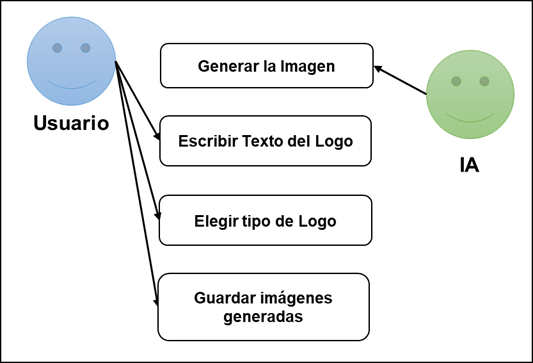 Generar la Imagen
Usuario
Escribir Texto del Logo
IA
Elegir tipo de Logo
Guardar imágenes
generadas